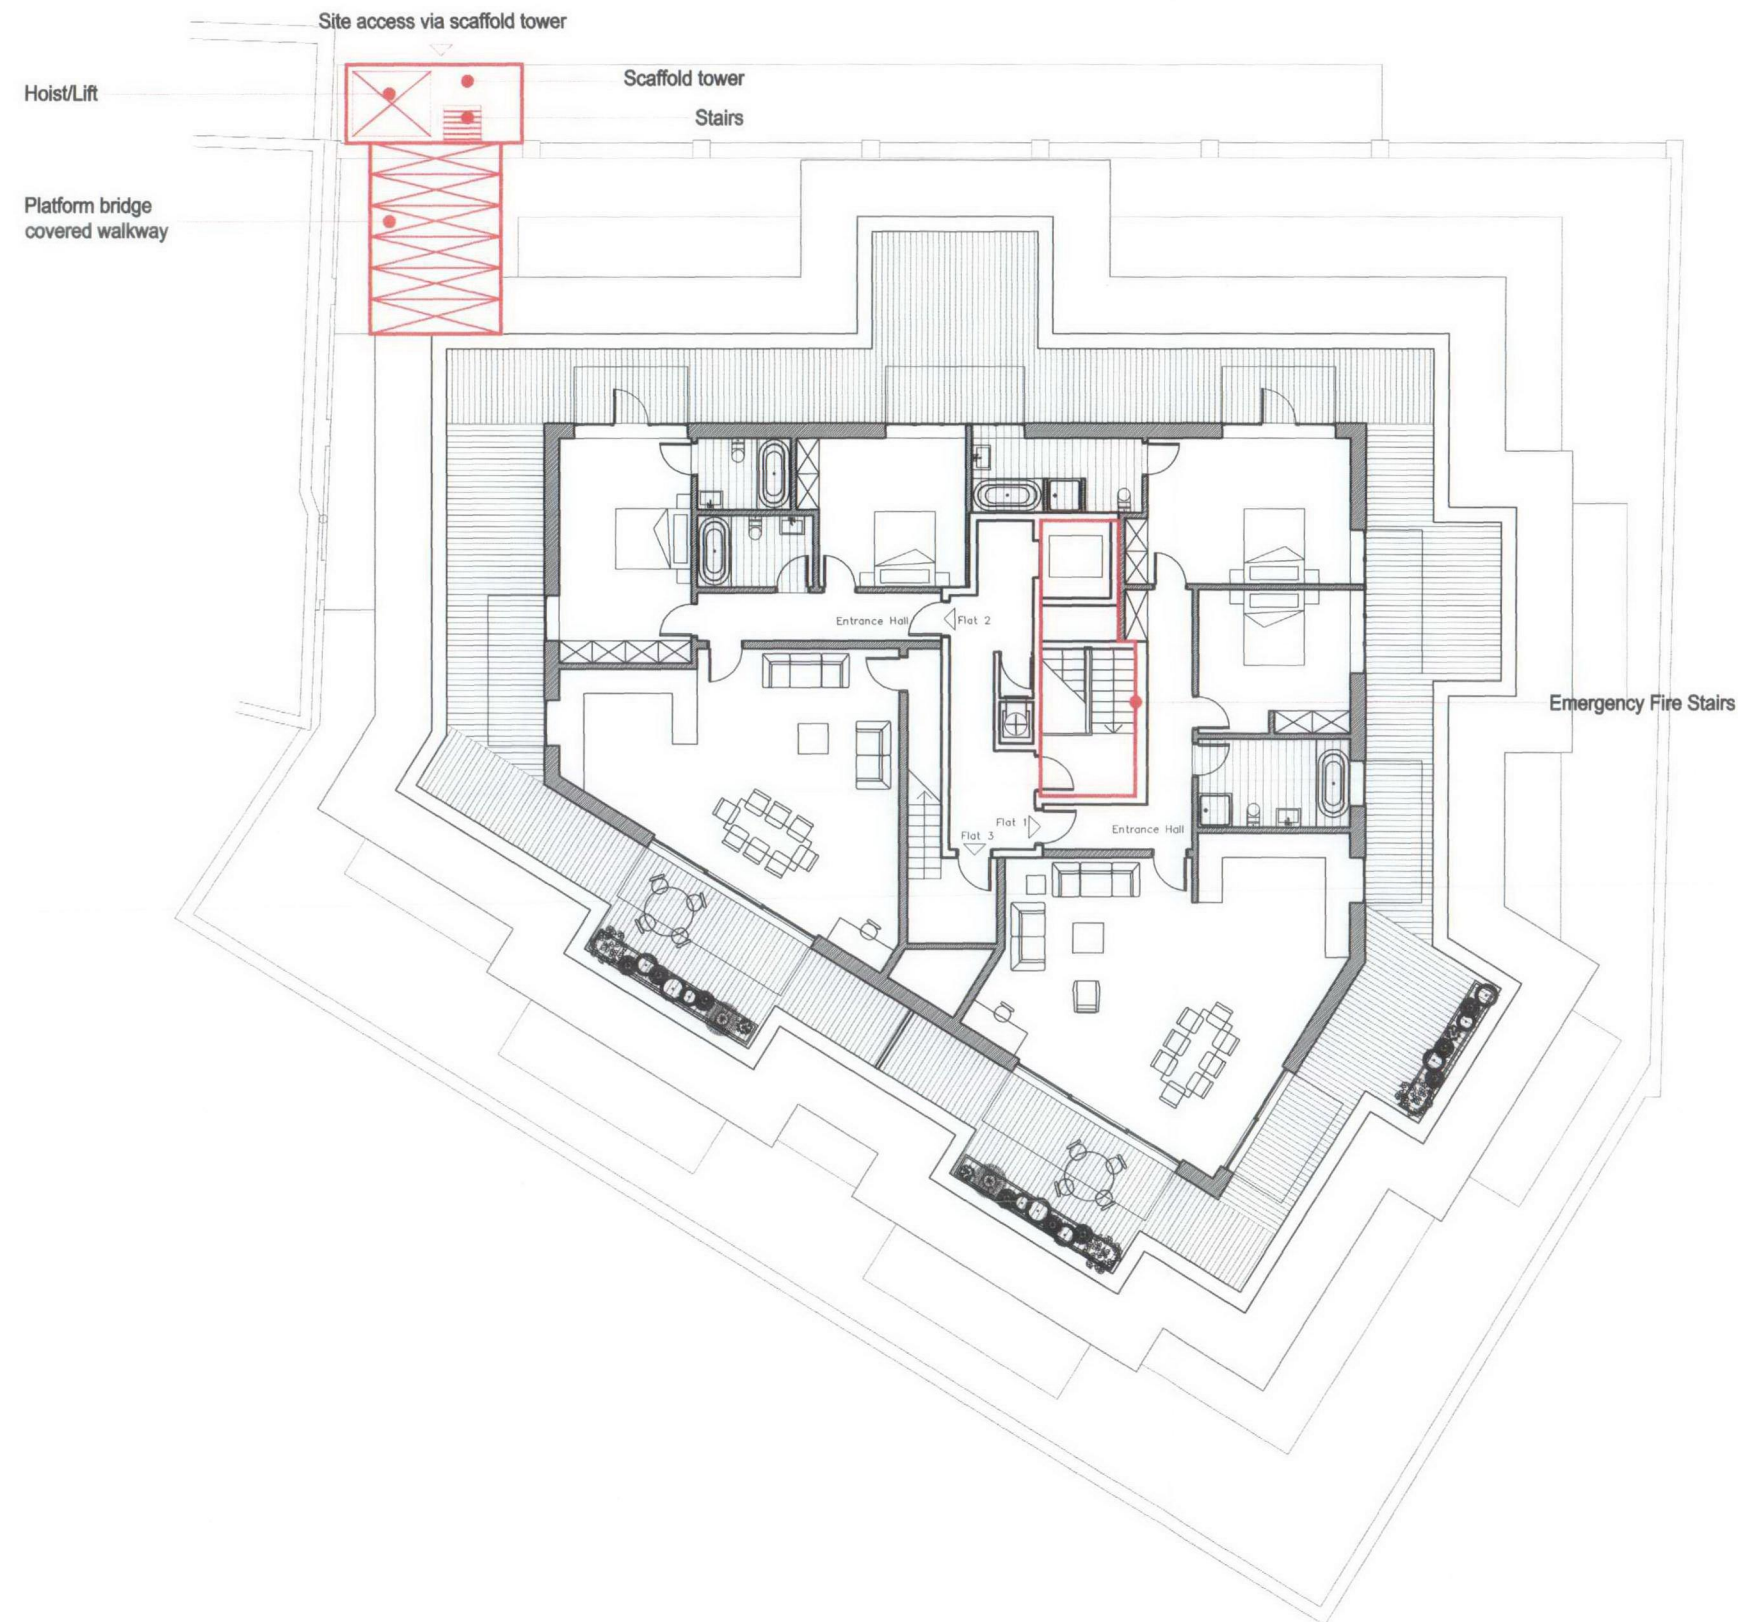 Site access via scaffold tower
Scaffold tower
Hoist/Lift
Stairs
Platform bridge
covered walkway
Entrance Hall
Flat 2
Emergency Fire Stairs
Flat 1
Entrance Hall
Flat 3